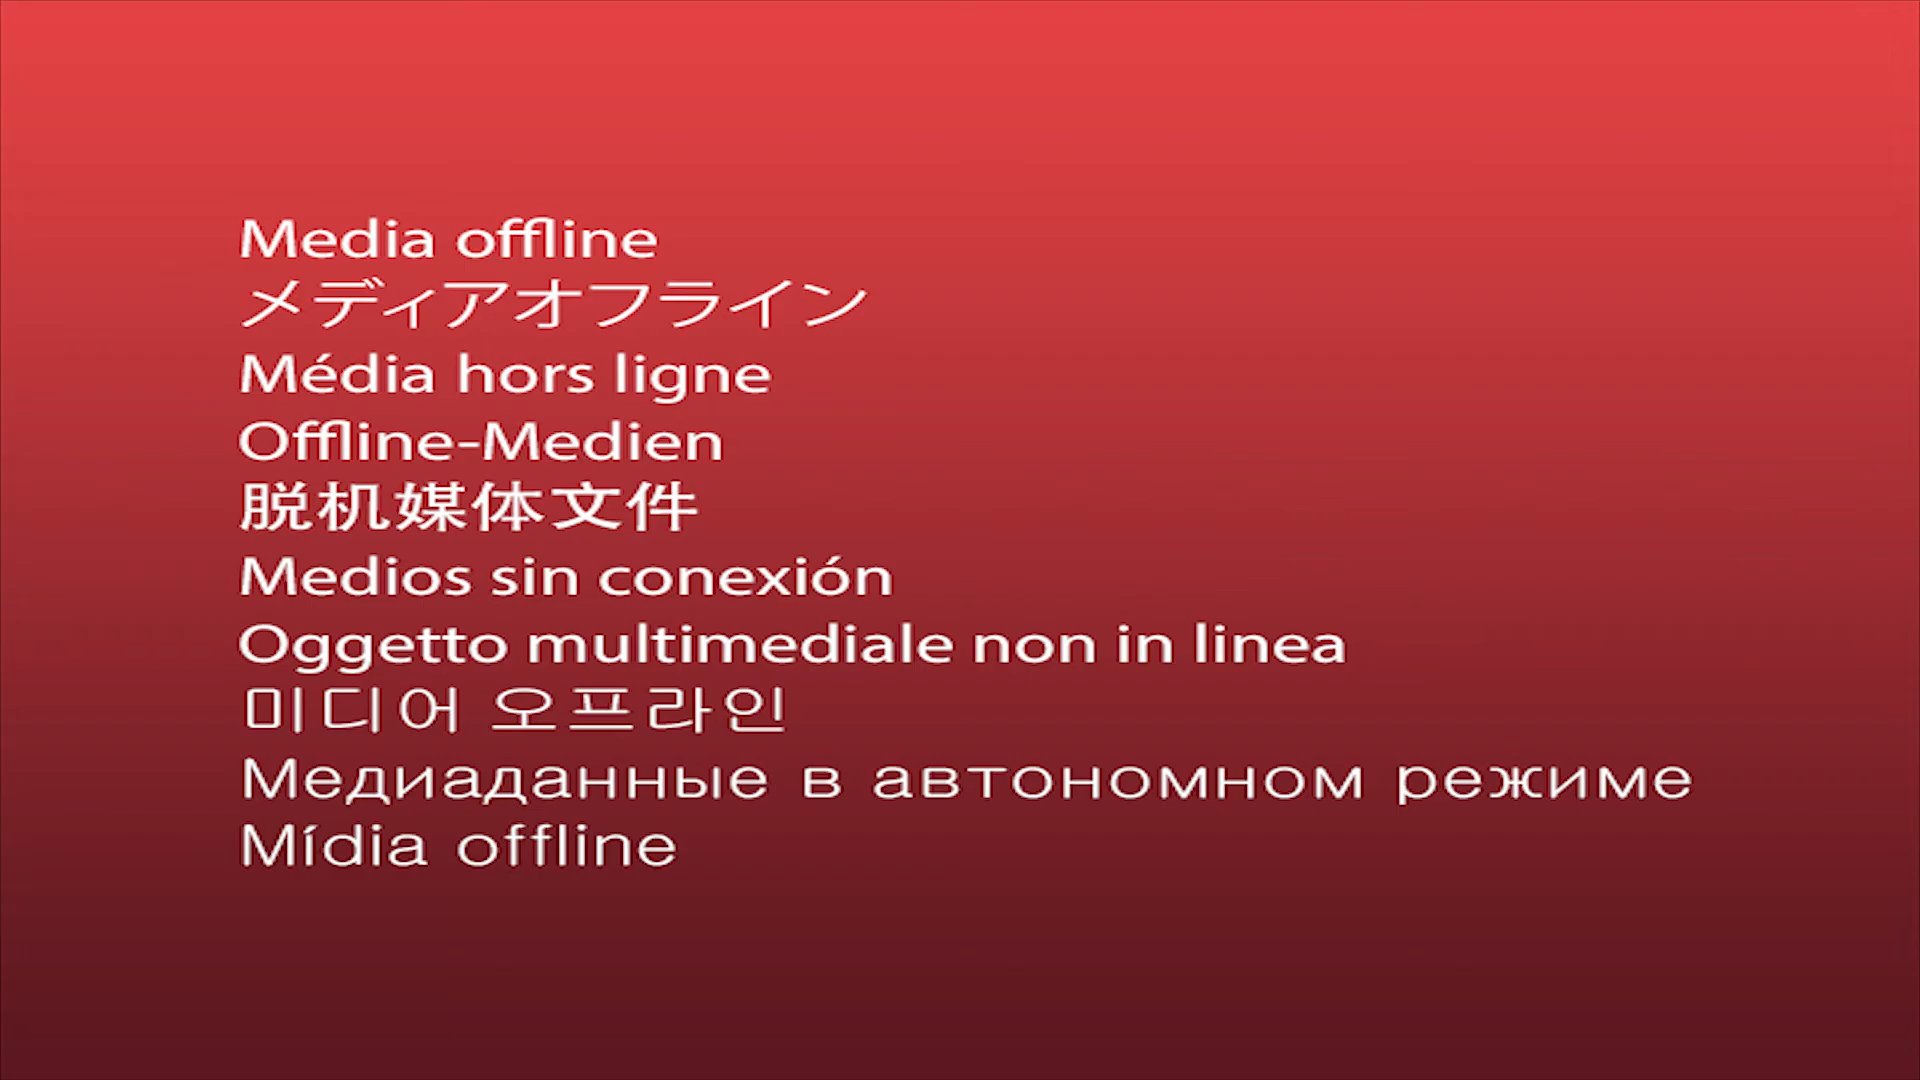 Media offline
メディアオフライン
Média hors ligne
Offline-Medien
脱机媒体文件
Medios sin conexión
Oggetto multimediale non in linea
미디어 오프라인
Медиаданные в автономном режиме
Mídia offline